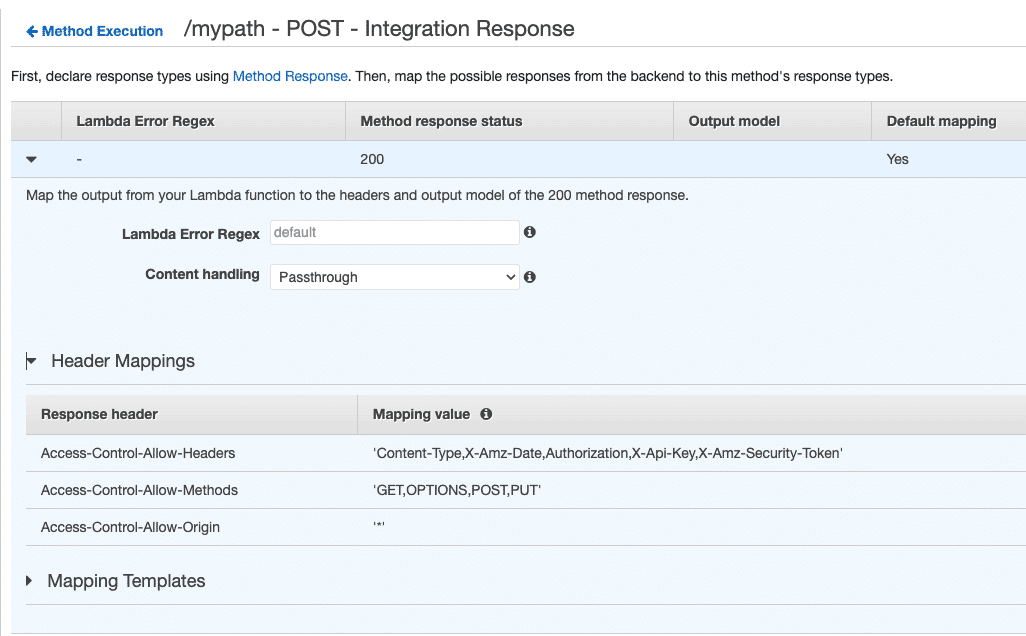 Method Execution /mypath - POST - Integration Response
First, declare response types using Method Response. Then, map the possible responses from the backend to this method's response types.
Lambda Error Regex Method response status Output model Default mapping
- 200 Yes
Map the output from your Lambda function to the headers and output model of the 200 method response.
Lambda Error Regex default
Content handling Passthrough
Header Mappings
Response header Mapping value
Access-Control-Allow-Headers 'Content-Type,X-Amz-Date,Authorization,X-Api-Key,X-Amz-Security-Token'
Access-Control-Allow-Methods 'GET,OPTIONS,POST,PUT'
Access-Control-Allow-Origin '*'
Mapping Templates